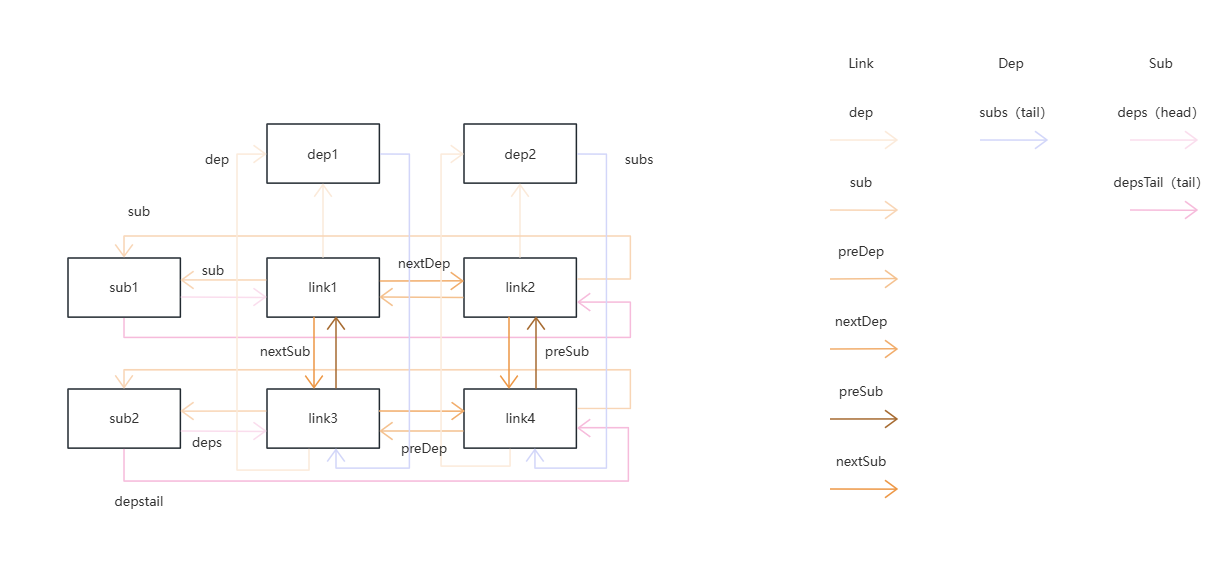 Link
Dep
Sub
dep
subs（tail）
deps（head）
dep
dep1
dep2
subs
sub
depsTail（tail）
sub
sub
nextDep
preDep
sub1
link1
link2
nextDep
nextSub
preSub
preSub
sub2
link3
link4
deps
preDep
nextSub
depstail